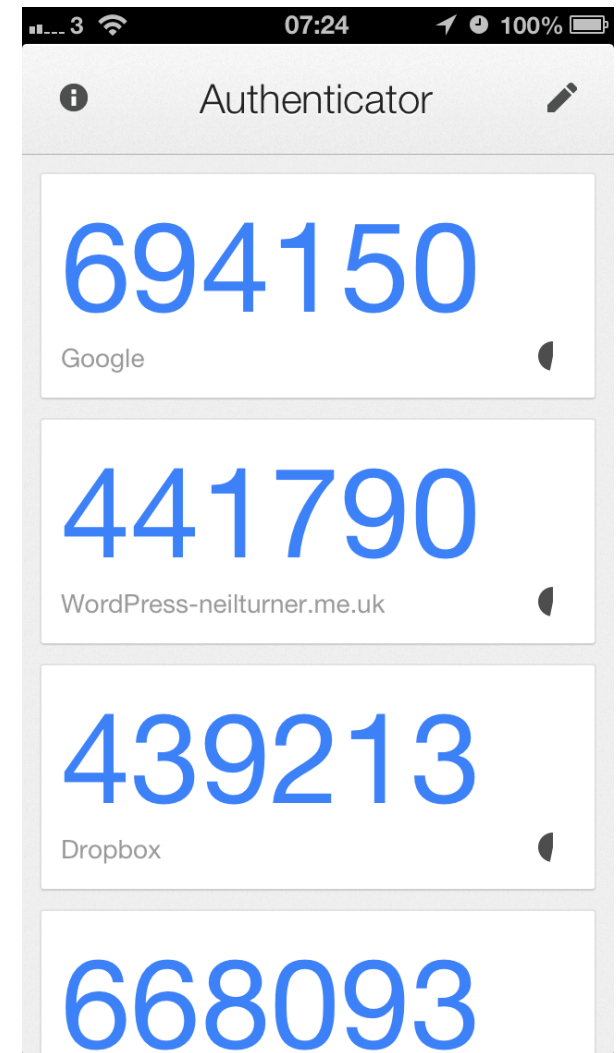 3 07:24 100%
Authenticator
694150
Google
441790
WordPress-neilturner.me.uk
439213
Dropbox
668093